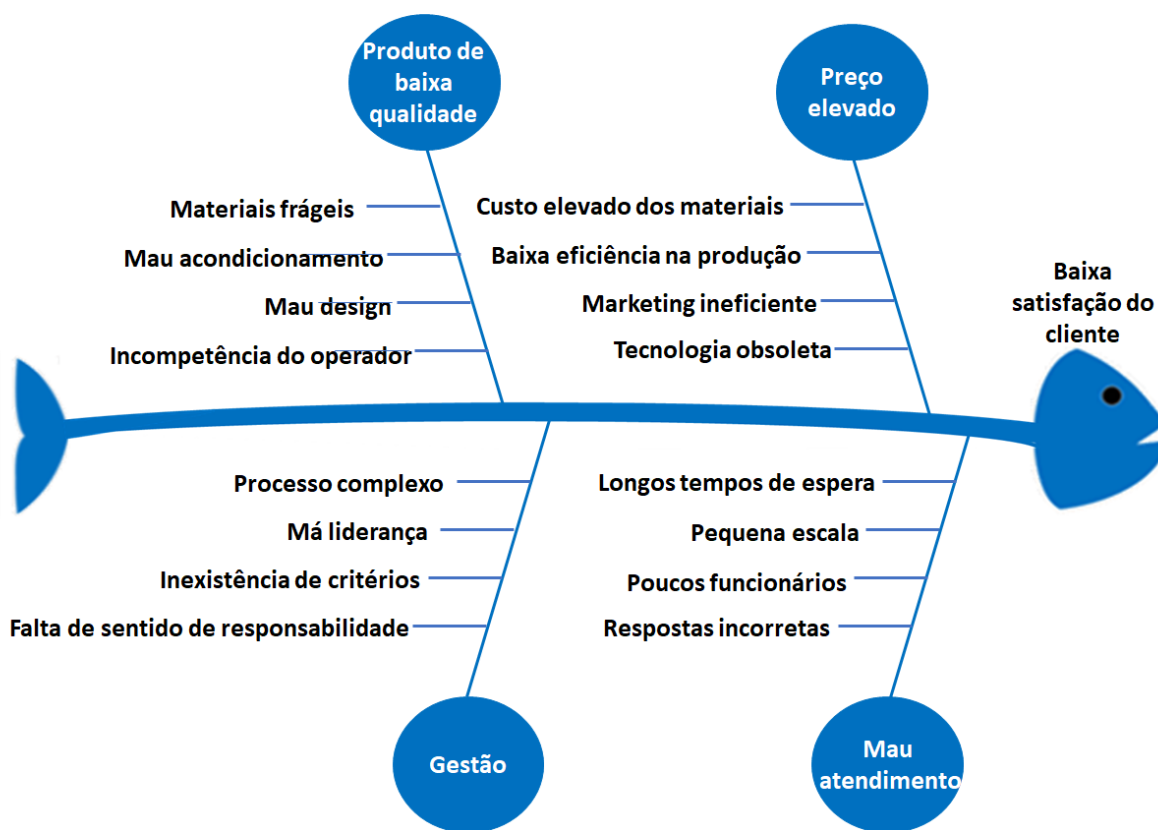 Produto de
baixa
qualidade
Preço
elevado
Materiais frágeis
Mau acondicionamento
Mau design
Incompetência do operador
Custo elevado dos materiais
Baixa eficiência na produção
Marketing ineficiente
Tecnologia obsoleta
Baixa
satisfação do
cliente
Processo complexo
Má liderança
Inexistência de critérios
Falta de sentido de responsabilidade
Longos tempos de espera
Pequena escala
Poucos funcionários
Respostas incorretas
Gestão
Mau
atendimento